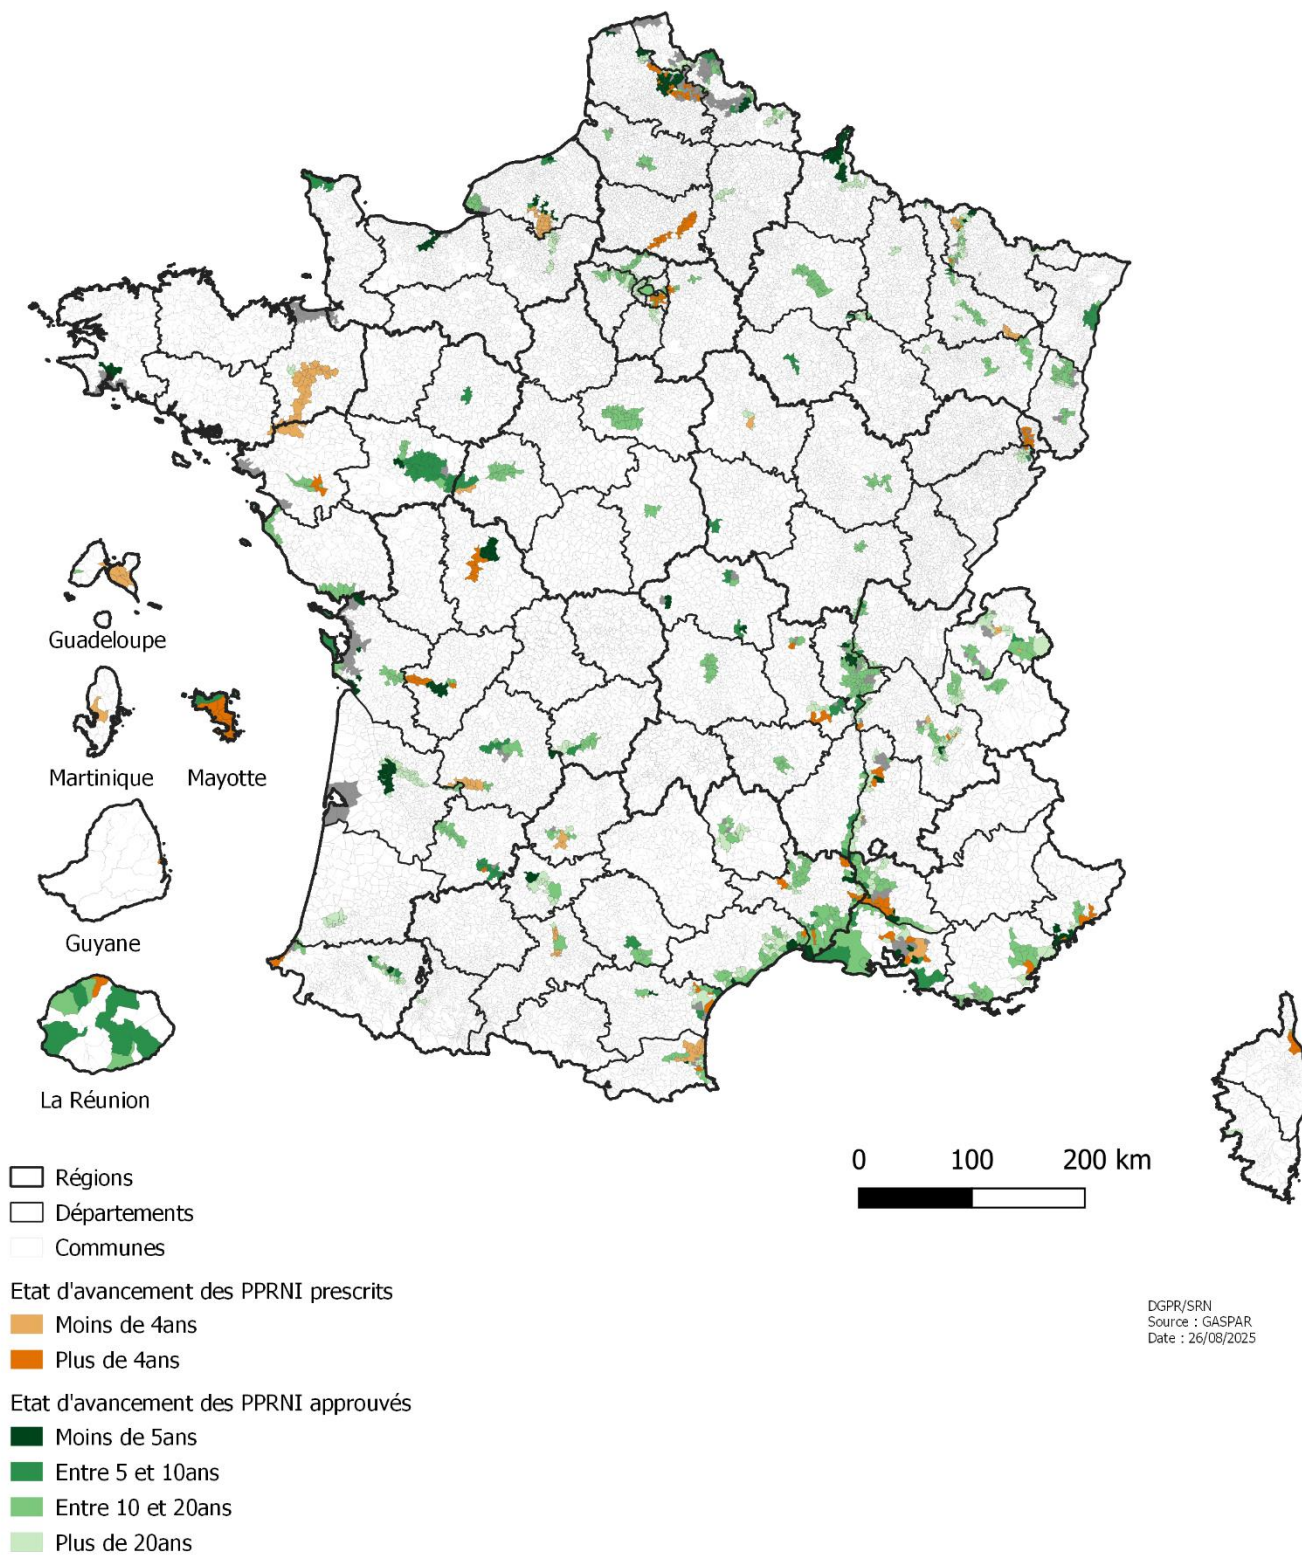 Guadeloupe
Martinique
Mayotte
Guyane
La Réunion
0 100 200 km
Régions
Départements
Communes
Etat d'avancement des PPRNI prescrits
Moins de 4ans
Plus de 4ans
Etat d'avancement des PPRNI approuvés
Moins de 5ans
Entre 5 et 10ans
Entre 10 et 20ans
Plus de 20ans
DGPR/SRN
Source : GASPAR
Date : 26/08/2025